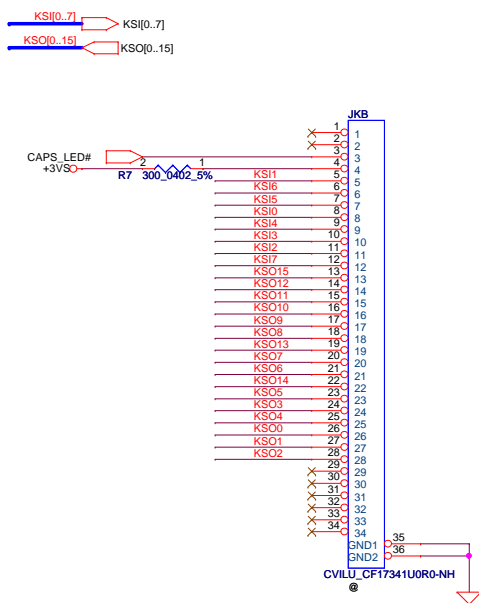 KSI[0..7] KSI[0..7]
KSO[0..15] KSO[0..15]
JKB
1 1
2 2
CAPS_LED# 3 3
+3VS 2 1 4 4
R7 300_0402_5%
KSI1 5 5
KSI6 6 6
KSI5 7 7
KSI0 8 8
KSI4 9 9
KSI3 10 10
KSI2 11 11
KSI7 12 12
KSO15 13 13
KSO12 14 14
KSO11 15 15
KSO10 16 16
KSO9 17 17
KSO8 18 18
KSO13 19 19
KSO7 20 20
KSO6 21 21
KSO14 22 22
KSO5 23 23
KSO3 24 24
KSO4 25 25
KSO0 26 26
KSO1 27 27
KSO2 28 28
29 29
30 30
31 31
32 32
33 33
34 34
GND1 35
GND2 36
CVILU_CF17341U0R0-NH
@